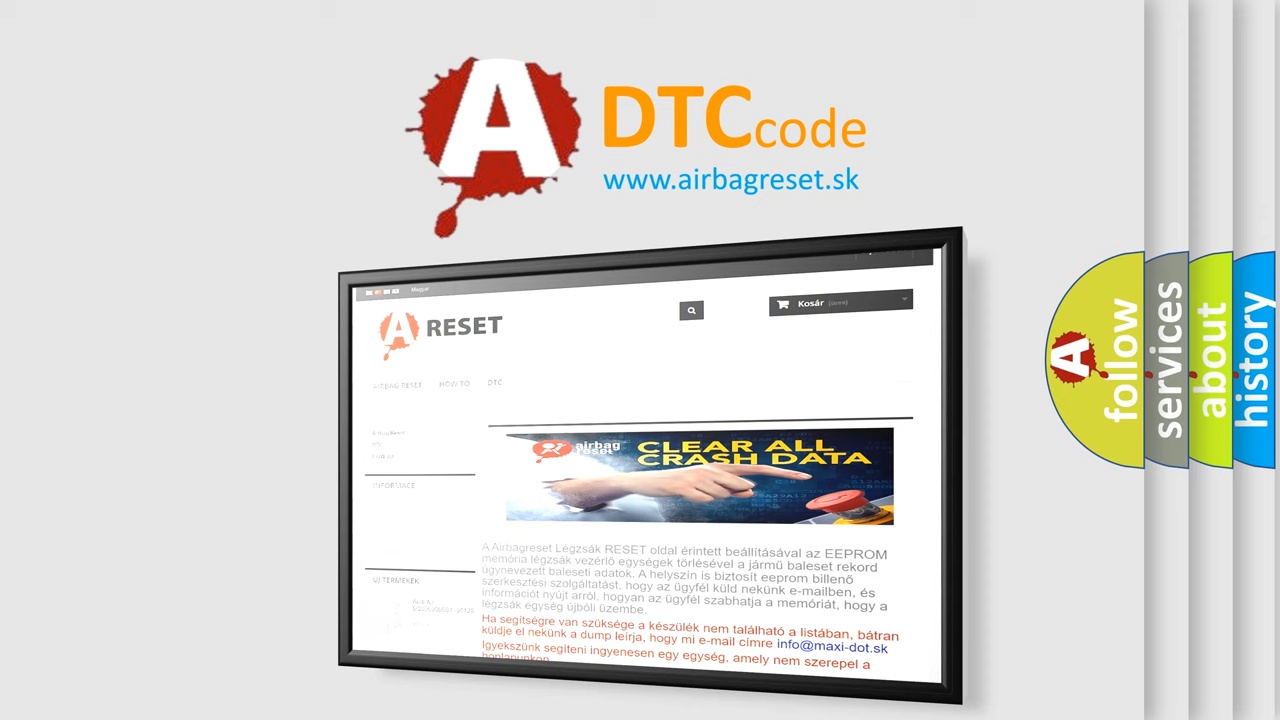 A
DTCcode
www.airbagreset.sk
Magyar
A RESET
Kosár (üres)
AIRBAG RESET HOW TO DTC
INFORMACE
ÚJ TERMÉKEK
airbag
reset
CLEAR ALL
CRASH DATA
A Airbagreset Légzsák RESET oldal érintett beállításával az EEPROM
memória légzsák vezérlő egységek törlésével a jármű baleset rekord
úgynevezett baleseti adatok. A helyszín is biztosít eeprom billenő
szerkesztési szolgáltatást, hogy az ügyfél küld nekünk e-mailben, és
információt nyújt arról, hogyan az ügyfél szabhatja a memóriát, hogy a
légzsák egység újbóli üzembe.
Ha segítségre van szüksége a készülék nem található a listában, bátran
küldje el nekünk a dump leírja, hogy mi e-mail címre info@maxi-dot.sk
Igyekszünk segíteni ingyenesen egy egység, amely nem szerepel a
honlapunkon
A
follow
services
about
history